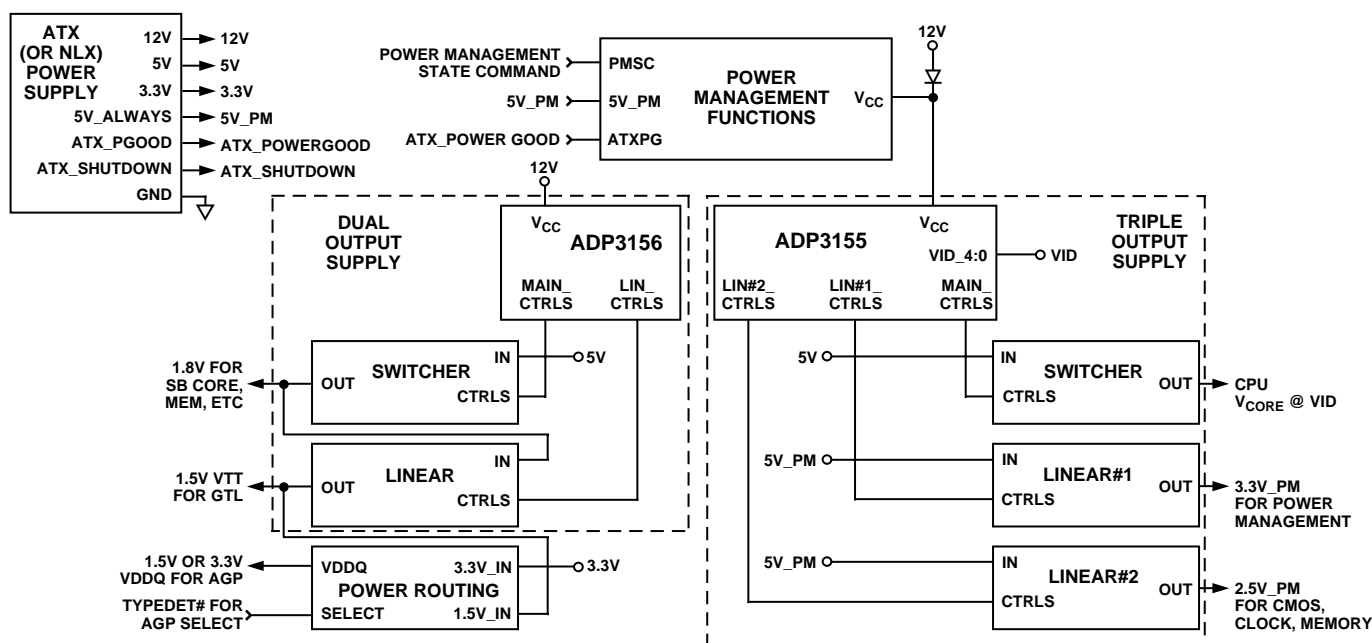 ATX
(OR NLX)
POWER
SUPPLY
12V
12V
5V
5V
3.3V
3.3V
5V_ALWAYS
5V_PM
ATX_PGOOD
ATX_POWERGOOD
ATX_SHUTDOWN
ATX_SHUTDOWN
GND
POWER MANAGEMENT
STATE COMMAND
5V_PM
ATX_POWER GOOD
PMSC
5V_PM
ATXPG
POWER
MANAGEMENT
FUNCTIONS
VCC
12V
DUAL
OUTPUT
SUPPLY
12V
VCC
ADP3156
MAIN_
CTRLS
LIN_
CTRLS
1.8V FOR
SB CORE,
MEM, ETC
OUT
SWITCHER
IN
CTRLS
5V
1.5V VTT
FOR GTL
OUT
LINEAR
IN
CTRLS
1.5V OR 3.3V
VDDQ FOR AGP
TYPEDET# FOR
AGP SELECT
VDDQ
3.3V_IN
POWER ROUTING
SELECT
1.5V_IN
3.3V
TRIPLE
OUTPUT
SUPPLY
ADP3155
VCC
VID_4:0
VID
LIN#2_
CTRLS
LIN#1_
CTRLS
MAIN_
CTRLS
5V
IN
SWITCHER
CTRLS
OUT
CPU
VCORE @ VID
5V_PM
IN
LINEAR#1
CTRLS
OUT
3.3V_PM
FOR POWER
MANAGEMENT
5V_PM
IN
LINEAR#2
CTRLS
OUT
2.5V_PM
FOR CMOS,
CLOCK, MEMORY